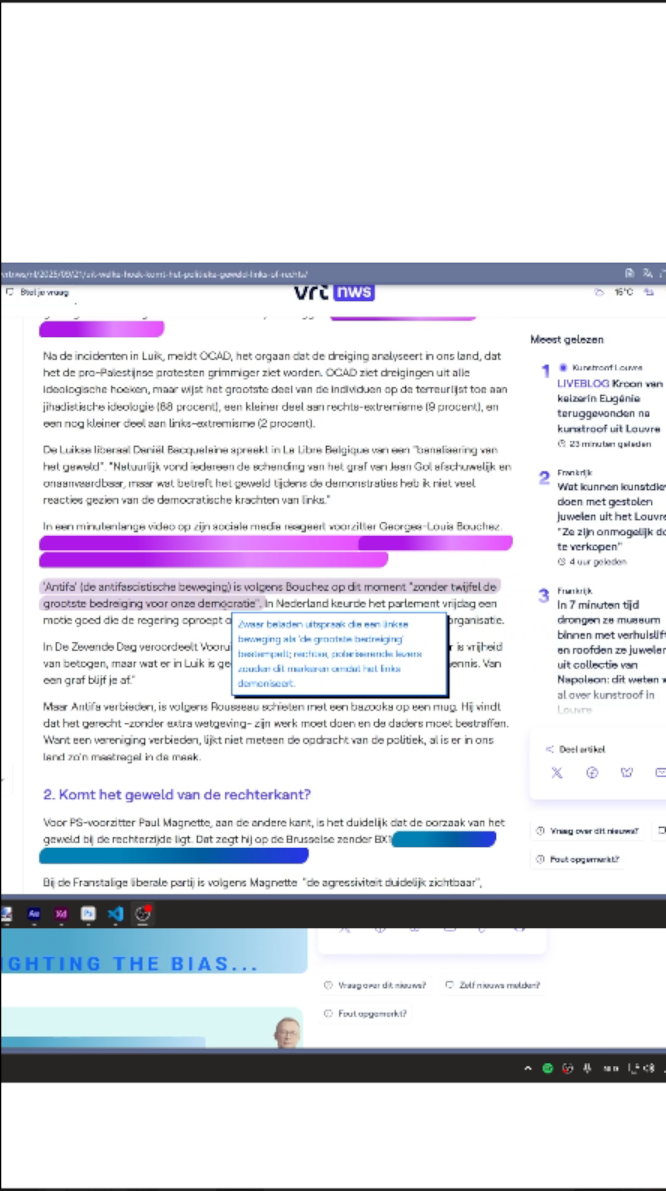 vrtnws/nl/2025/09/21/uit-welke-hoek-komt-het-politieke-geweld-links-of-rechts/
Stel je vraag
vrt nws
15°C
Na de incidenten in Luik, meldt OCAD, het orgaan dat de dreiging analyseert in ons land, dat
het de pro-Palestijnse protesten grimmiger ziet worden. OCAD ziet dreigingen uit alle
ideologische hoeken, maar wijst het grootste deel van de individuen op de terreurlijst toe aan
jihadistische ideologie (88 procent), een kleiner deel aan rechts-extremisme (9 procent), en
een nog kleiner deel aan links-extremisme (2 procent).
De Luikse liberaal Daniël Bacquelaine spreekt in La Libre Belgique van een "banalisering van
het geweld". "Natuurlijk vond iedereen de schending van het graf van Jean Gol afschuwelijk en
onaanvaardbaar, maar wat betreft het geweld tijdens de demonstraties heb ik niet veel
reacties gezien van de democratische krachten van links."
In een minutenlange video op zijn sociale media reageert voorzitter Georges-Louis Bouchez.
'Antifa' (de antifascistische beweging) is volgens Bouchez op dit moment "zonder twijfel de
grootste bedreiging voor onze democratie". In Nederland keurde het parlement vrijdag een
motie goed die de regering oproept o
organisatie.
Zwaar beladen uitspraak die een linkse
beweging als 'de grootste bedreiging'
bestempelt; rechtse, polariserende lezers
zouden dit markeren omdat het links
demoniseert.
In De Zevende Dag veroordeelt Voorui
r is vrijheid
van betogen, maar wat er in Luik is ge
ennis. Van
een graf blijf je af."
Maar Antifa verbieden, is volgens Rousseau schieten met een bazooka op een mug. Hij vindt
dat het gerecht -zonder extra wetgeving- zijn werk moet doen en de daders moet bestraffen.
Want een vereniging verbieden, lijkt niet meteen de opdracht van de politiek, al is er in ons
land zo'n maatregel in de maak.
2. Komt het geweld van de rechterkant?
Voor PS-voorzitter Paul Magnette, aan de andere kant, is het duidelijk dat de oorzaak van het
geweld bij de rechterzijde ligt. Dat zegt hij op de Brusselse zender BX1
Bij de Franstalige liberale partij is volgens Magnette "de agressiviteit duidelijk zichtbaar",
Meest gelezen
1
Kunstroof Louvre
LIVEBLOG Kroon van
keizerin Eugénie
teruggevonden na
kunstroof uit Louvre
23 minuten geleden
2
Frankrijk
Wat kunnen kunstdie
doen met gestolen
juwelen uit het Louvre
"Ze zijn onmogelijk do
te verkopen"
4 uur geleden
3
Frankrijk
In 7 minuten tijd
drongen ze museum
binnen met verhuislift
en roofden ze juwelen
uit collectie van
Napoleon: dit weten w
al over kunstroof in
Louvre
Deel artikel
Vraag over dit nieuws?
Fout opgemerkt?
IGHTING THE BIAS...
Vraag over dit nieuws?
Zelf nieuws melden?
Fout opgemerkt?